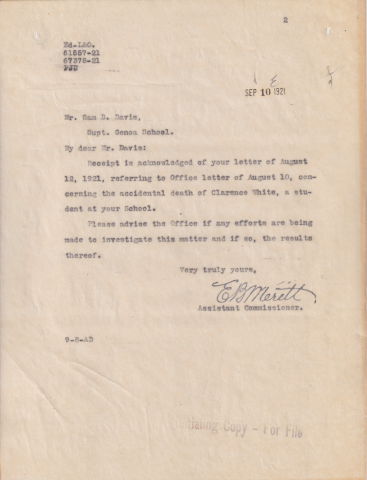 2
Ed-L&O.
61857-21
67378-21
FJD
SEP 10 1921
Mr. Sam B. Davis,
Supt. Genoa School.
My dear Mr. Davis:
Receipt is acknowledged of your letter of August
12, 1921, referring to Office letter of August 10, con-
cerning the accidental death of Clarence White, a stu-
dent at your School.
Please advise the Office if any efforts are being
made to investigate this matter and if so, the results
thereof.
Very truly yours,
E B Meritt
Assistant Commissioner.
9-8-AD
Copy - For File